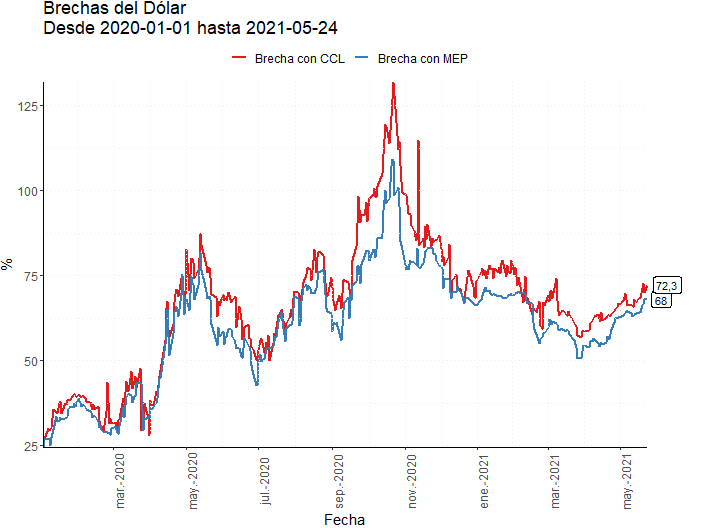 Brechas del Dólar
Desde 2020-01-01 hasta 2021-05-24
Brecha con CCL Brecha con MEP
125
100
75
50
25
%
72,3
68
mar.-2020
may.-2020
jul.-2020
sep.-2020
nov.-2020
ene.-2021
mar.-2021
may.-2021
Fecha